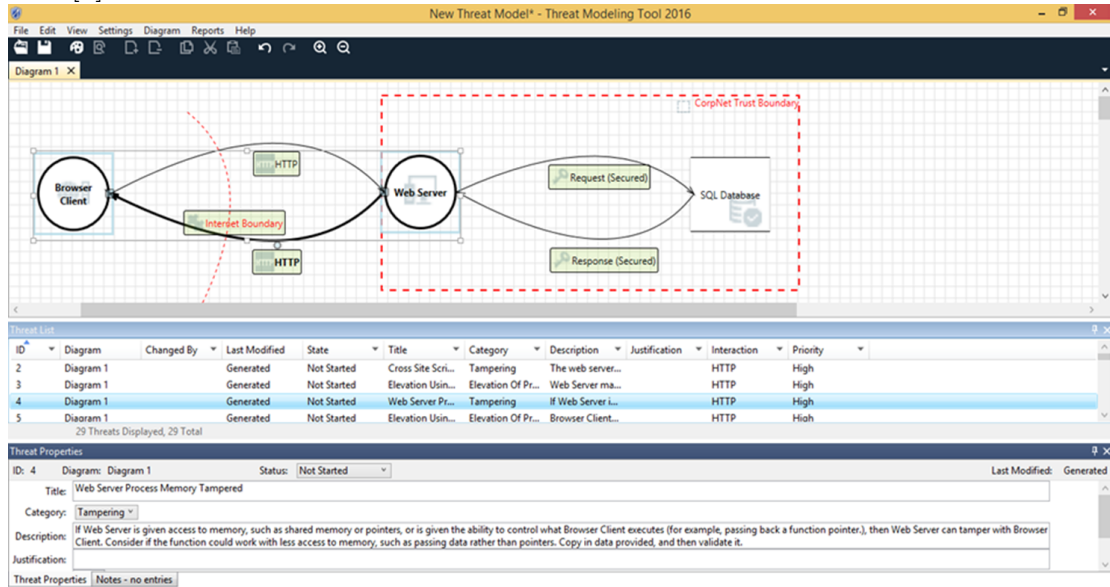 New Threat Model* - Threat Modeling Tool 2016
File Edit View Settings Diagram Reports Help
Diagram 1 X
CorpNet Trust Boundary
HTTP
Request (Secured)
Browser
Client
Web Server
SQL Database
Internet Boundary
HTTP
Response (Secured)
Threat List
ID Diagram Changed By Last Modified State Title Category Description Justification Interaction Priority
2 Diagram 1 Generated Not Started Cross Site Scri... Tampering The web server... HTTP High
3 Diagram 1 Generated Not Started Elevation Usin... Elevation Of Pr... Web Server ma... HTTP High
4 Diagram 1 Generated Not Started Web Server Pr... Tampering If Web Server i... HTTP High
5 Diagram 1 Generated Not Started Elevation Usin... Elevation Of Pr... Browser Client... HTTP High
29 Threats Displayed, 29 Total
Threat Properties
ID: 4 Diagram: Diagram 1 Status: Not Started Last Modified: Generated
Title: Web Server Process Memory Tampered
Category: Tampering
Description: If Web Server is given access to memory, such as shared memory or pointers, or is given the ability to control what Browser Client executes (for example, passing back a function pointer.), then Web Server can tamper with Browser
Client. Consider if the function could work with less access to memory, such as passing data rather than pointers. Copy in data provided, and then validate it.
Justification:
Threat Properties Notes - no entries